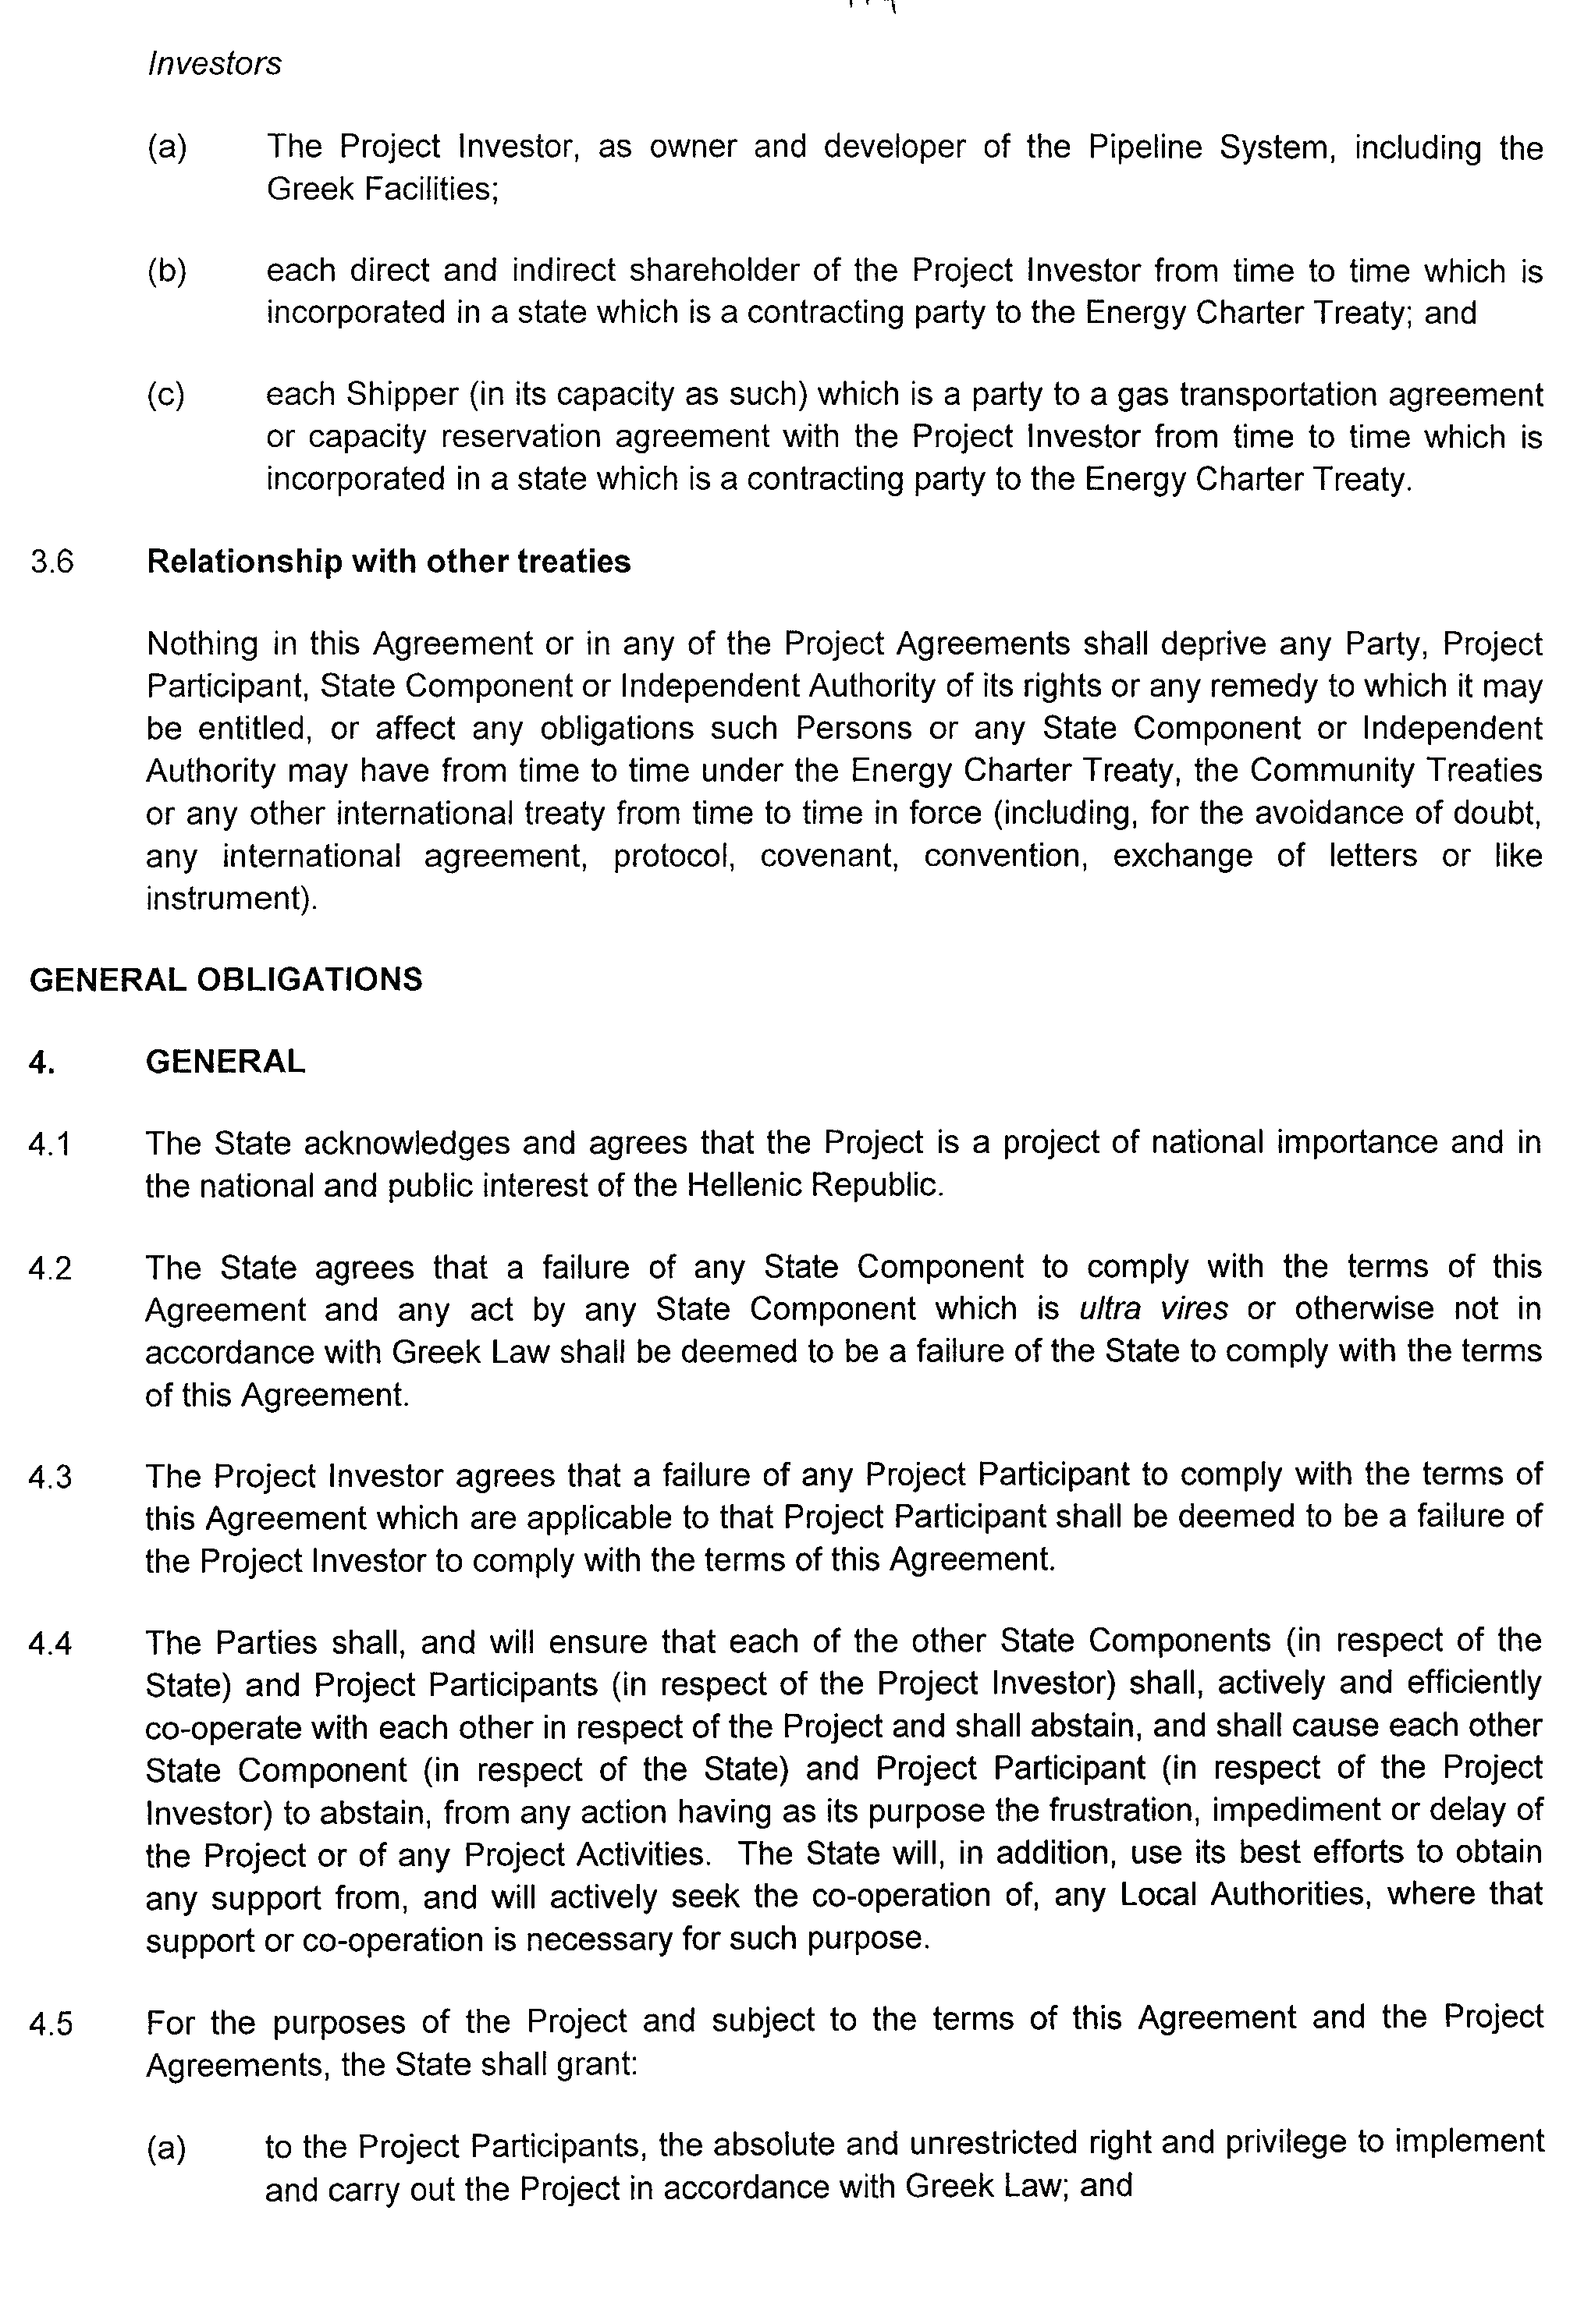 Investors
(a) The Project Investor, as owner and developer of the Pipeline System, including the
Greek Facilities;
(b) each direct and indirect shareholder of the Project Investor from time to time which is
incorporated in a state which is a contracting party to the Energy Charter Treaty; and
(c) each Shipper (in its capacity as such) which is a party to a gas transportation agreement
or capacity reservation agreement with the Project Investor from time to time which is
incorporated in a state which is a contracting party to the Energy Charter Treaty.
3.6 Relationship with other treaties
Nothing in this Agreement or in any of the Project Agreements shall deprive any Party, Project
Participant, State Component or Independent Authority of its rights or any remedy to which it may
be entitled, or affect any obligations such Persons or any State Component or Independent
Authority may have from time to time under the Energy Charter Treaty, the Community Treaties
or any other international treaty from time to time in force (including, for the avoidance of doubt,
any international agreement, protocol, covenant, convention, exchange of letters or like
instrument).
GENERAL OBLIGATIONS
4. GENERAL
4.1 The State acknowledges and agrees that the Project is a project of national importance and in
the national and public interest of the Hellenic Republic.
4.2 The State agrees that a failure of any State Component to comply with the terms of this
Agreement and any act by any State Component which is ultra vires or otherwise not in
accordance with Greek Law shall be deemed to be a failure of the State to comply with the terms
of this Agreement.
4.3 The Project Investor agrees that a failure of any Project Participant to comply with the terms of
this Agreement which are applicable to that Project Participant shall be deemed to be a failure of
the Project Investor to comply with the terms of this Agreement.
4.4 The Parties shall, and will ensure that each of the other State Components (in respect of the
State) and Project Participants (in respect of the Project Investor) shall, actively and efficiently
co-operate with each other in respect of the Project and shall abstain, and shall cause each other
State Component (in respect of the State) and Project Participant (in respect of the Project
Investor) to abstain, from any action having as its purpose the frustration, impediment or delay of
the Project or of any Project Activities. The State will, in addition, use its best efforts to obtain
any support from, and will actively seek the co-operation of, any Local Authorities, where that
support or co-operation is necessary for such purpose.
4.5 For the purposes of the Project and subject to the terms of this Agreement and the Project
Agreements, the State shall grant:
(a) to the Project Participants, the absolute and unrestricted right and privilege to implement
and carry out the Project in accordance with Greek Law; and